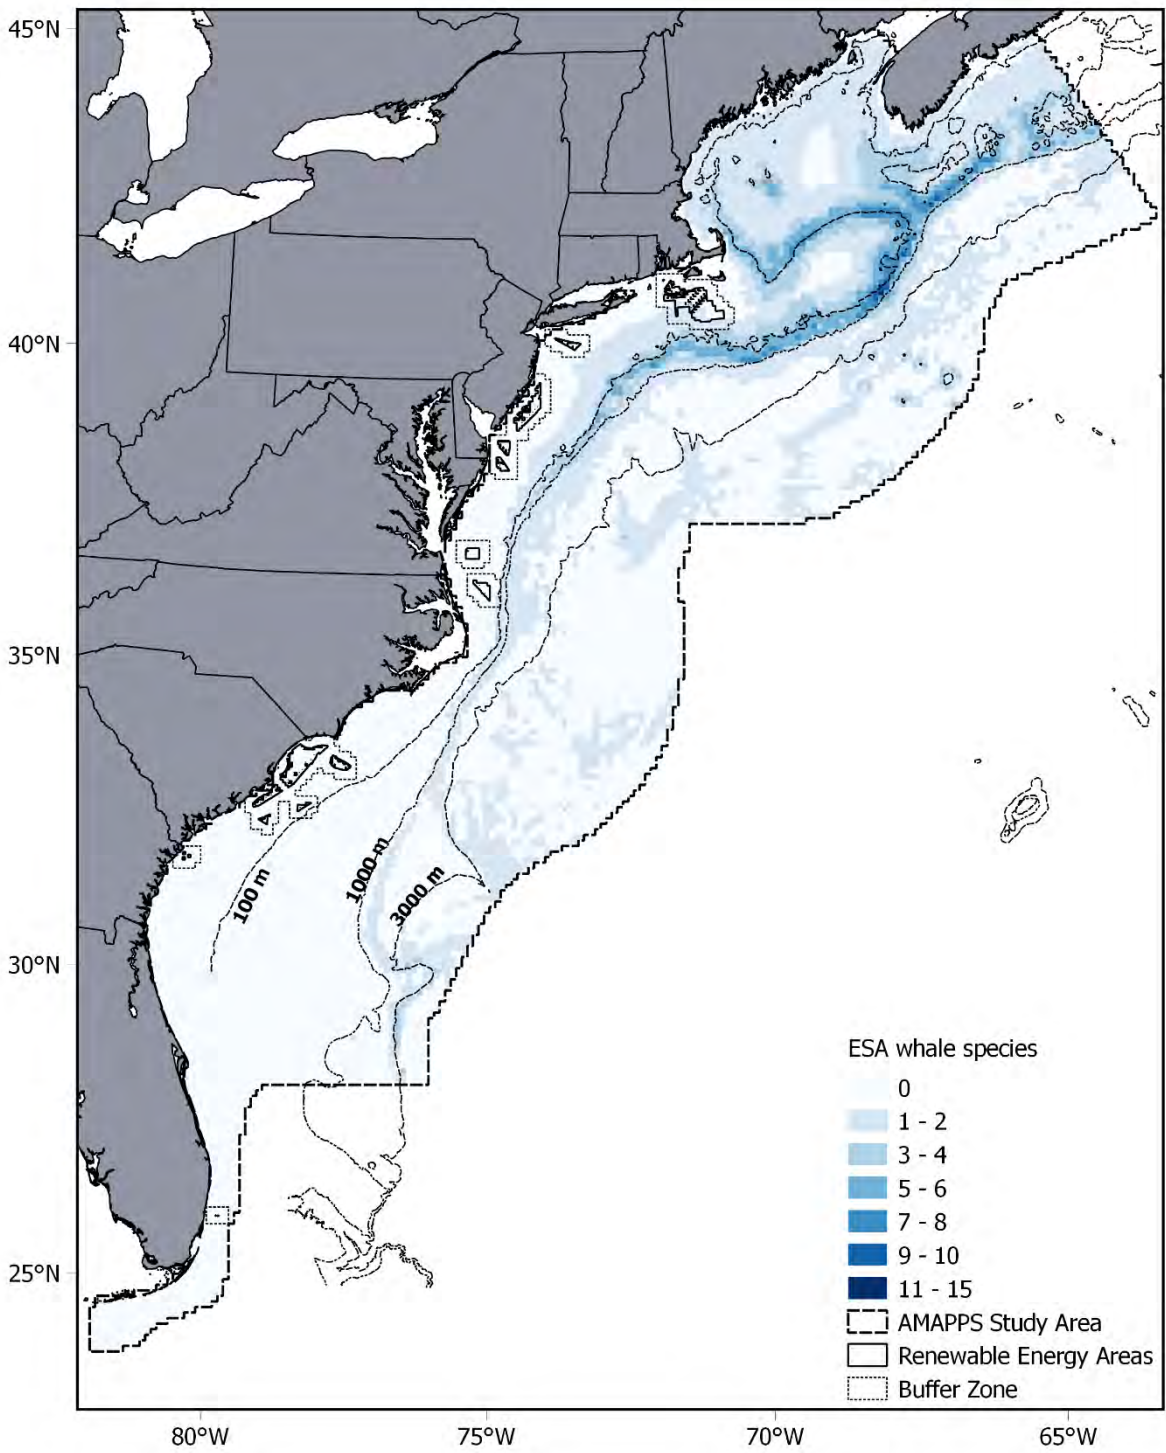 45°N
40°N
35°N
30°N
25°N
100 m
1000 m
3000 m
ESA whale species
0
1 - 2
3 - 4
5 - 6
7 - 8
9 - 10
11 - 15
AMAPPS Study Area
Renewable Energy Areas
Buffer Zone
80°W
75°W
70°W
65°W